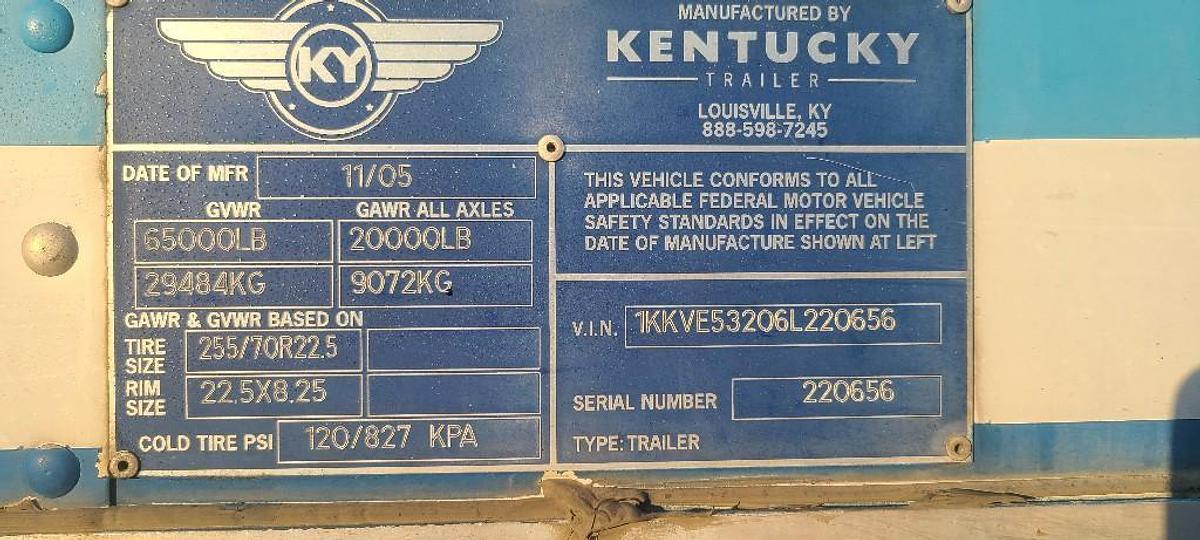 KY
MANUFACTURED BY
KENTUCKY
TRAILER
LOUISVILLE, KY
888-598-7245
DATE OF MFR 11/05
GVWR GAWR ALL AXLES
65000LB 20000LB
29484KG 9072KG
GAWR & GVWR BASED ON
TIRE SIZE 255/70R22.5
RIM SIZE 22.5X8.25
COLD TIRE PSI 120/827 KPA
THIS VEHICLE CONFORMS TO ALL
APPLICABLE FEDERAL MOTOR VEHICLE
SAFETY STANDARDS IN EFFECT ON THE
DATE OF MANUFACTURE SHOWN AT LEFT
V.I.N. 1KKVE53206L220656
SERIAL NUMBER 220656
TYPE: TRAILER